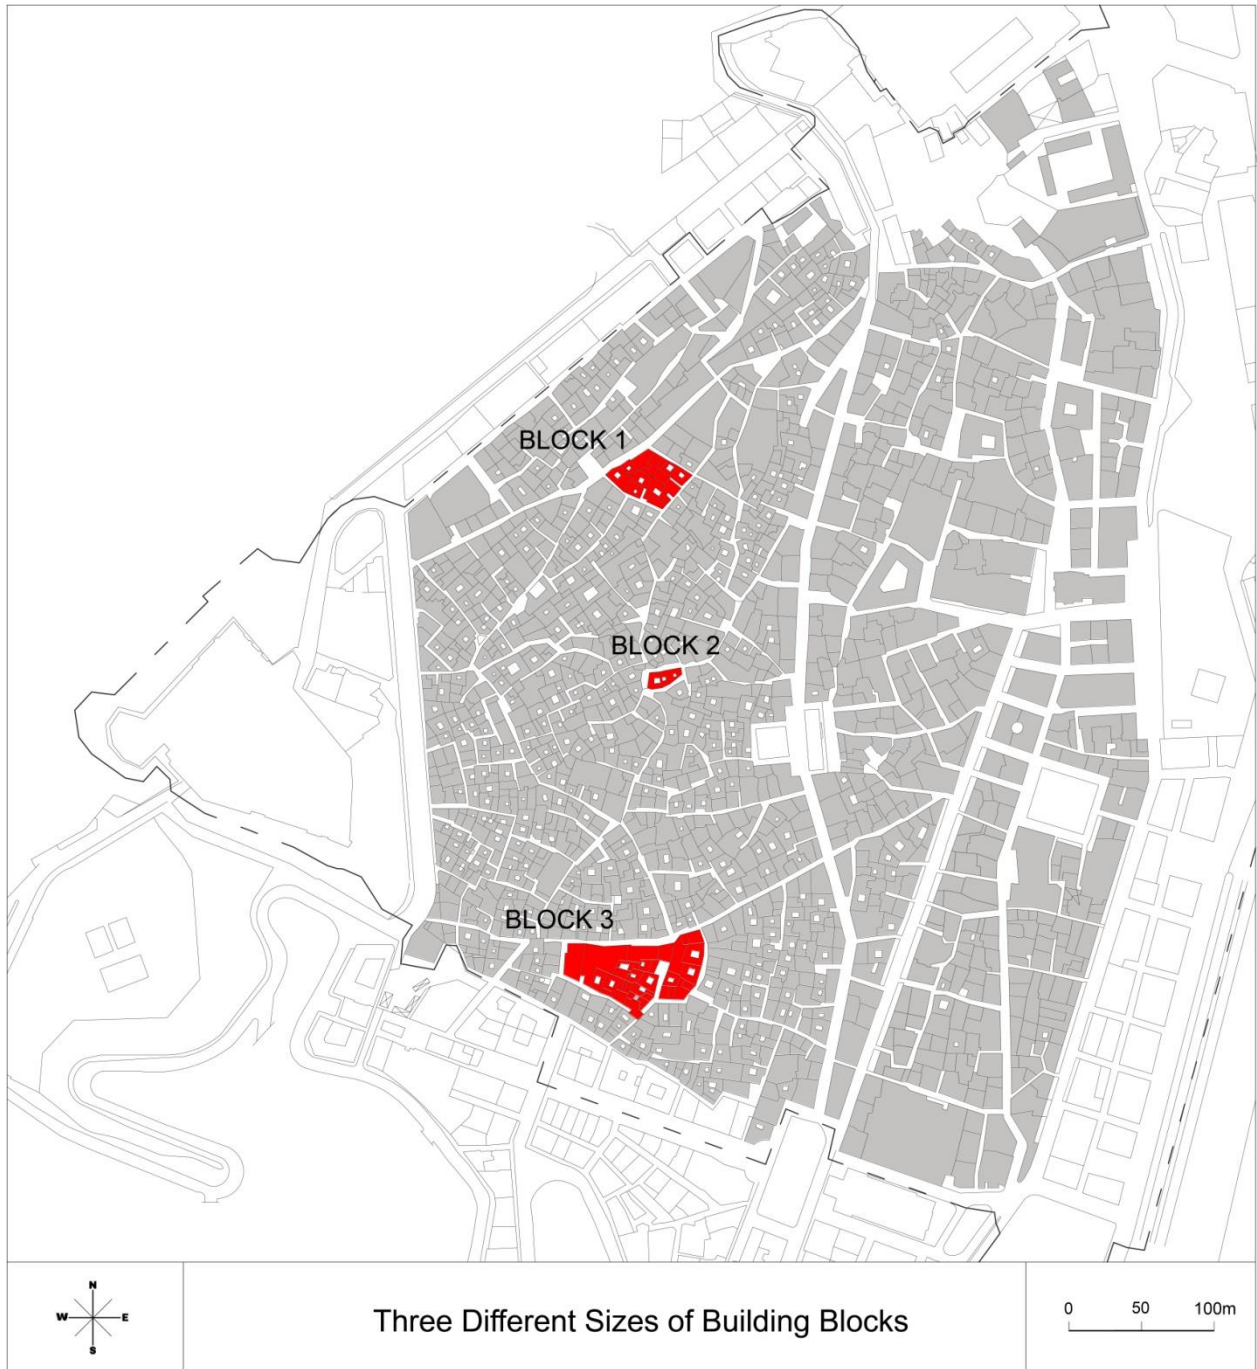 BLOCK 1
BLOCK 2
BLOCK 3
N
W E
S
Three Different Sizes of Building Blocks
0 50 100m